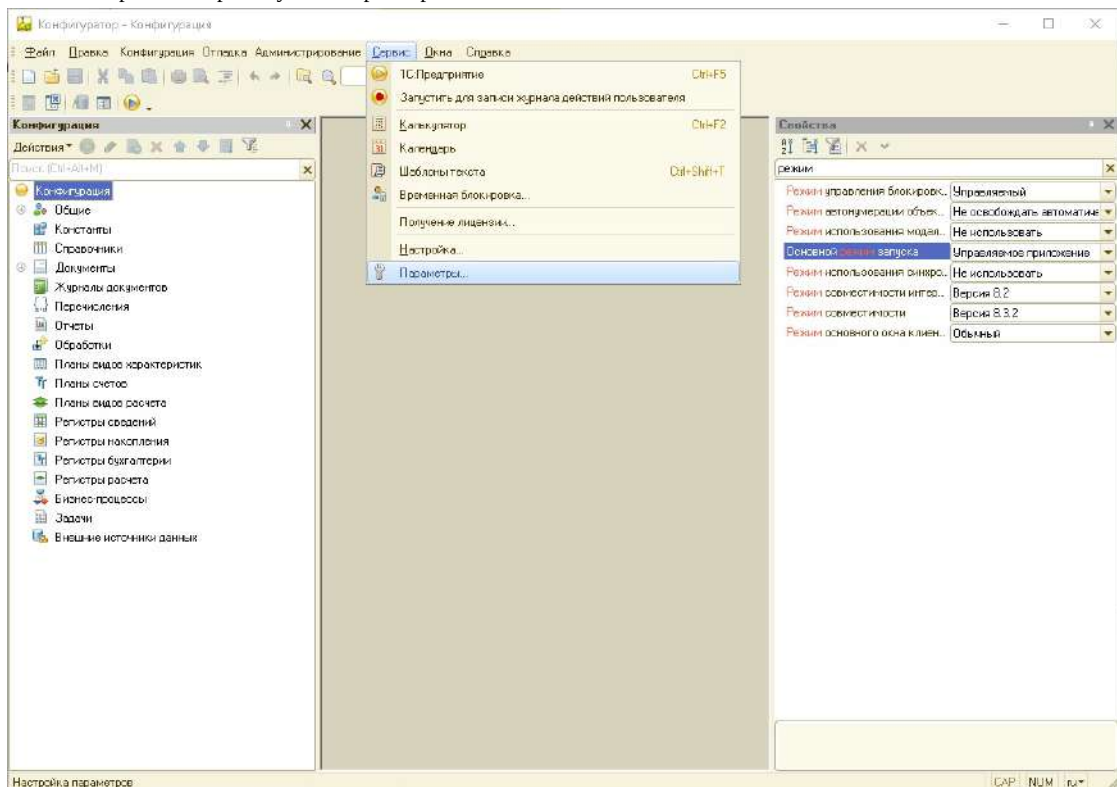 Конфигуратор - Конфигурация
Файл Правка Конфигурация Отладка Администрирование Сервис Окна Справка
1С:Предприятие Ctrl+F5
Запустить для записи журнала действий пользователя
Калькулятор Ctrl+F2
Календарь
Шаблоны текста Ctrl+Shift+T
Временная блокировка...
Получение лицензии...
Настройка...
Параметры...
Конфигурация
Действия
Поиск (Ctrl+Alt+M)
Конфигурация
Общие
Константы
Справочники
Документы
Журналы документов
Перечисления
Отчеты
Обработки
Планы видов характеристик
Планы счетов
Планы видов расчета
Регистры сведений
Регистры накопления
Регистры бухгалтерии
Регистры расчета
Бизнес-процессы
Задачи
Внешние источники данных
Свойства
режим
Режим управления блокировк... Управляемый
Режим автонумерации объек... Не освобождать автоматиче
Режим использования модал... Не использовать
Основной режим запуска Управляемое приложение
Режим использования синхро... Не использовать
Режим совместимости интер... Версия 8.2
Режим совместимости Версия 8.3.2
Режим основного окна клиен... Обычный
Настройка параметров
CAP NUM ru